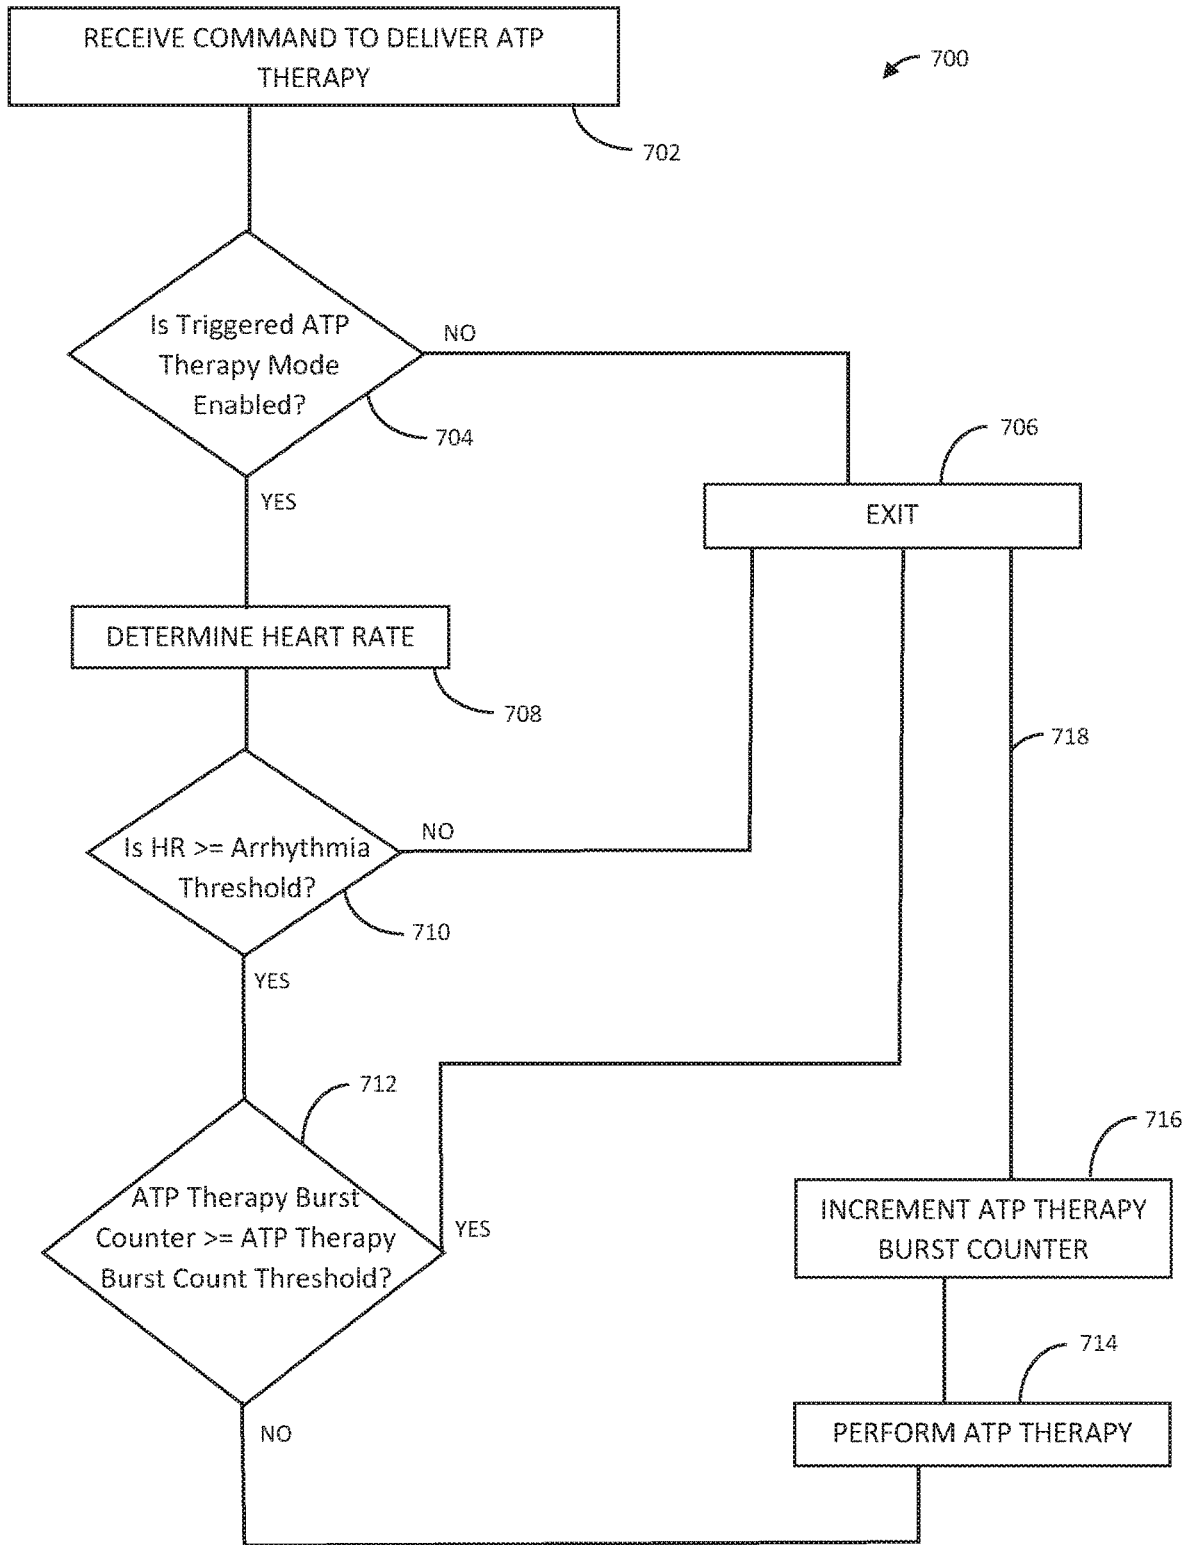 RECEIVE COMMAND TO DELIVER ATP
THERAPY
700
702
Is Triggered ATP
Therapy Mode
Enabled?
NO
704
YES
706
EXIT
DETERMINE HEART RATE
708
718
Is HR >= Arrhythmia
Threshold?
NO
710
YES
712
ATP Therapy Burst
Counter >= ATP Therapy
Burst Count Threshold?
YES
NO
716
INCREMENT ATP THERAPY
BURST COUNTER
714
PERFORM ATP THERAPY